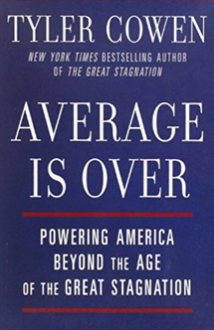 TYLER COWEN
NEW YORK TIMES BESTSELLING AUTHOR
OF THE GREAT STAGNATION
AVERAGE
IS OVER
POWERING AMERICA
BEYOND THE AGE
OF THE GREAT STAGNATION